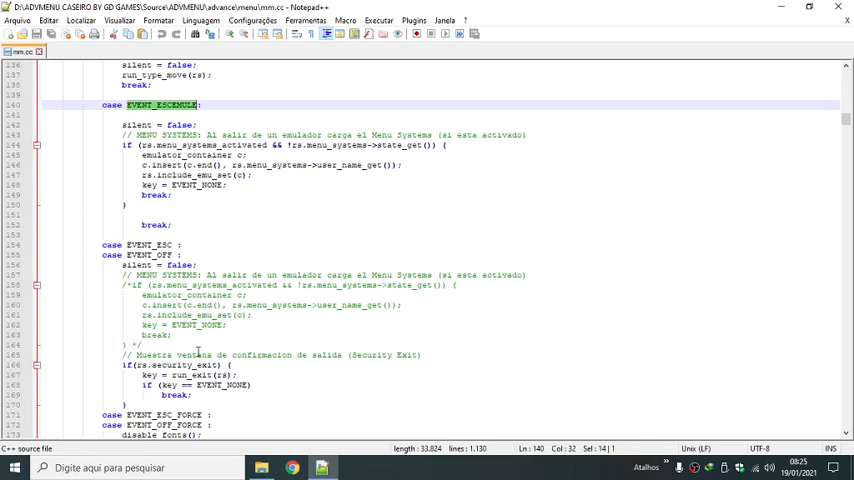 D:\ADVMENU CASEIRO BY GD GAMES\Source\ADVMENU\advance\menu\mm.cc - Notepad++
Arquivo Editar Localizar Visualizar Formatar Linguagem Configurações Ferramentas Macro Executar Plugins Janela ?
mm.cc
136 silent = false;
137 run_type_move(rs);
138 break;
139
140 case EVENT_ESCEMULE:
141
142 silent = false;
143 // MENU SYSTEMS: Al salir de un emulador carga el Menu Systems (si esta activado)
144 if (rs.menu_systems_activated && !rs.menu_systems->state_get()) {
145 emulator_container c;
146 c.insert(c.end(), rs.menu_systems->user_name_get());
147 rs.include_emu_set(c);
148 key = EVENT_NONE;
149 break;
150 }
151
152 break;
153
154 case EVENT_ESC :
155 case EVENT_OFF :
156 silent = false;
157 // MENU SYSTEMS: Al salir de un emulador carga el Menu Systems (si esta activado)
158 /*if (rs.menu_systems_activated && !rs.menu_systems->state_get()) {
159 emulator_container c;
160 c.insert(c.end(), rs.menu_systems->user_name_get());
161 rs.include_emu_set(c);
162 key = EVENT_NONE;
163 break;
164 } */
165 // Muestra ventana de confirmacion de salida (Security Exit)
166 if(rs.security_exit) {
167 key = run_exit(rs);
168 if (key == EVENT_NONE)
169 break;
170 }
171 case EVENT_ESC_FORCE :
172 case EVENT_OFF_FORCE :
173 disable_fonts();
C++ source file length : 33.824 lines : 1.130 Ln : 140 Col : 32 Sel : 14 | 1 Unix (LF) UTF-8 INS
Digite aqui para pesquisar
Atalhos
08:25
19/01/2021